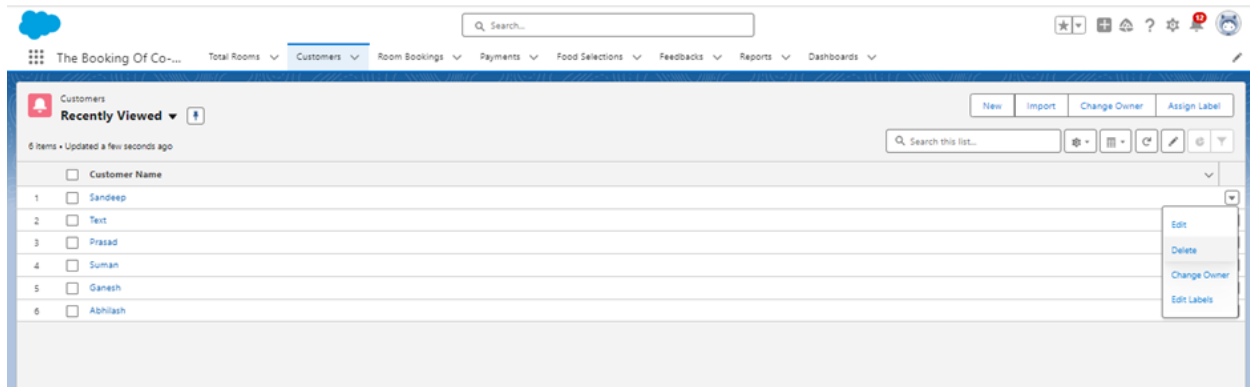 Search...
12
The Booking Of Co-... Total Rooms Customers Room Bookings Payments Food Selections Feedbacks Reports Dashboards
Customers
Recently Viewed
New Import Change Owner Assign Label
6 items • Updated a few seconds ago
Search this list...
Customer Name
1 Sandeep
2 Text
3 Prasad
4 Suman
5 Ganesh
6 Abhilash
Edit
Delete
Change Owner
Edit Labels